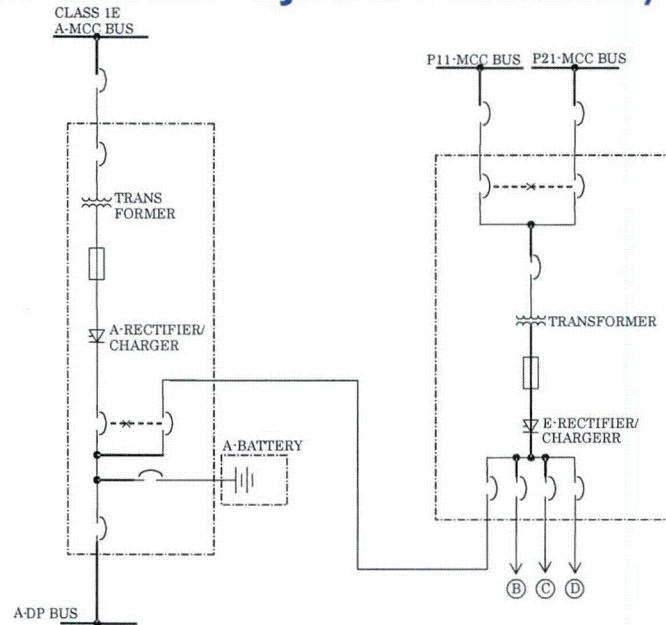 CLASS 1E
A-MCC BUS
P11-MCC BUS
P21-MCC BUS
TRANS
FORMER
A-RECTIFIER/
CHARGER
TRANSFORMER
E-RECTIFIER/
CHARGERR
A-BATTERY
B
C
D
A-DP BUS